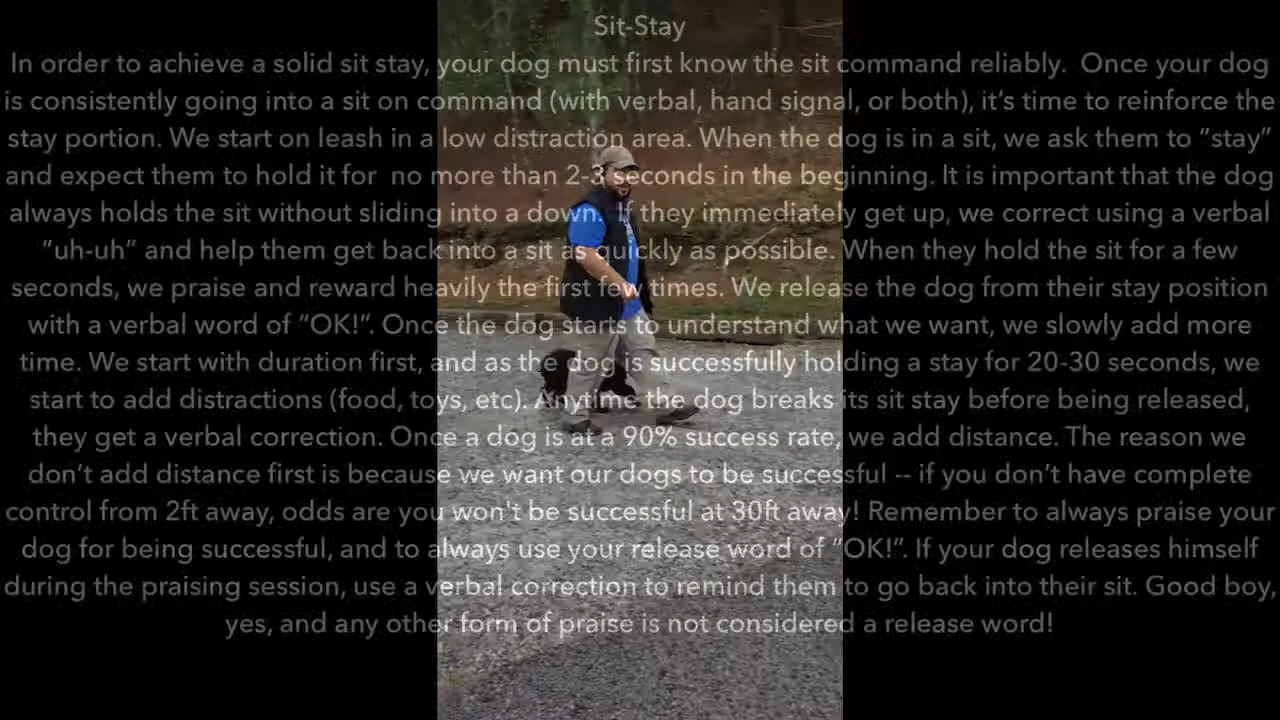 Sit-Stay
In order to achieve a solid sit stay, your dog must first know the sit command reliably.  Once your dog
is consistently going into a sit on command (with verbal, hand signal, or both), it’s time to reinforce the
stay portion. We start on leash in a low distraction area. When the dog is in a sit, we ask them to “stay”
and expect them to hold it for  no more than 2-3 seconds in the beginning. It is important that the dog
always holds the sit without sliding into a down.  If they immediately get up, we correct using a verbal
“uh-uh” and help them get back into a sit as quickly as possible. When they hold the sit for a few
seconds, we praise and reward heavily the first few times. We release the dog from their stay position
with a verbal word of “OK!”. Once the dog starts to understand what we want, we slowly add more
time. We start with duration first, and as the dog is successfully holding a stay for 20-30 seconds, we
start to add distractions (food, toys, etc). Anytime the dog breaks its sit stay before being released,
they get a verbal correction. Once a dog is at a 90% success rate, we add distance. The reason we
don’t add distance first is because we want our dogs to be successful -- if you don’t have complete
control from 2ft away, odds are you won't be successful at 30ft away! Remember to always praise your
dog for being successful, and to always use your release word of “OK!”. If your dog releases himself
during the praising session, use a verbal correction to remind them to go back into their sit. Good boy,
yes, and any other form of praise is not considered a release word!